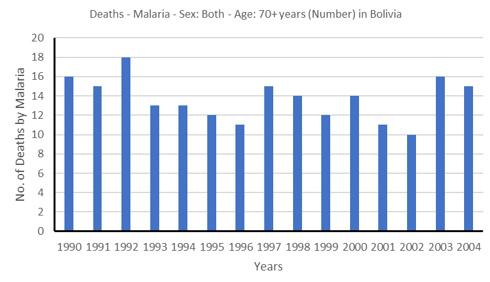 Deaths - Malaria - Sex: Both - Age: 70+years (Number) in Bolivia
No. of Deaths by Malaria
20
18
16
14
12
10
8
6
4
2
0
1990 1991 1992 1993 1994 1995 1996 1997 1998 1999 2000 2001 2002 2003 2004
Years